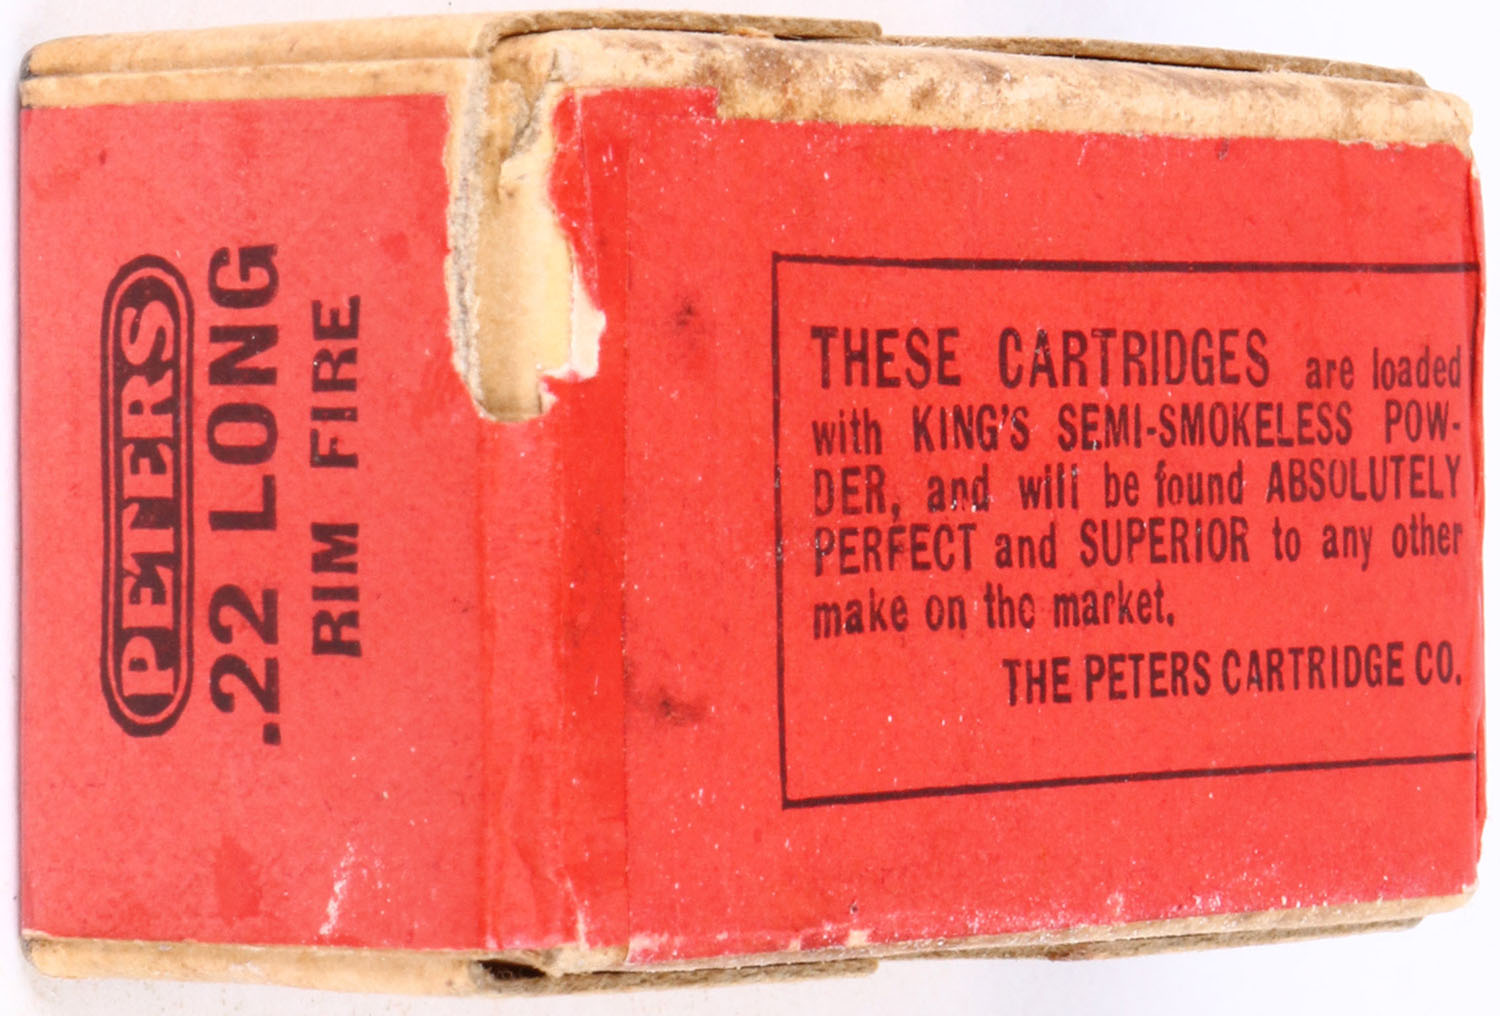 PETERS
.22 LONG
RIM FIRE
THESE CARTRIDGES are loaded
with KING'S SEMI-SMOKELESS POW-
DER, and will be found ABSOLUTELY
PERFECT and SUPERIOR to any other
make on the market.
THE PETERS CARTRIDGE CO.